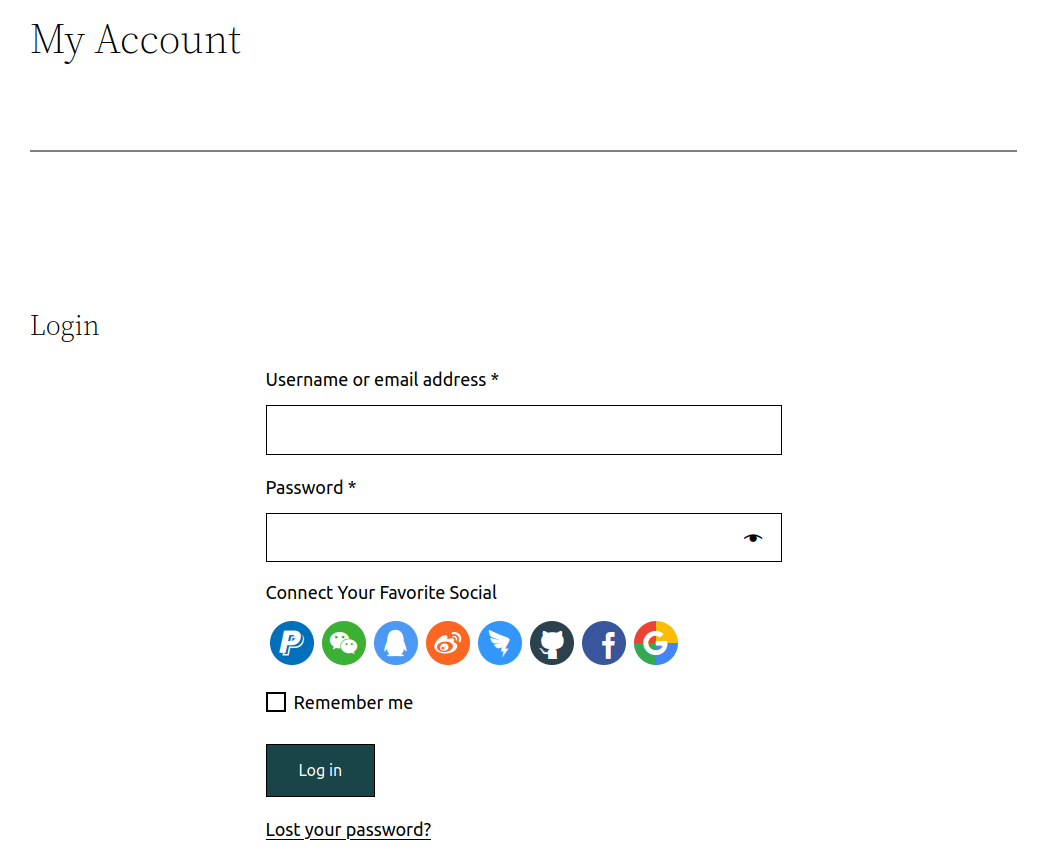 My Account
Login
Username or email address *
Password *
Connect Your Favorite Social
Remember me
Log in
Lost your password?